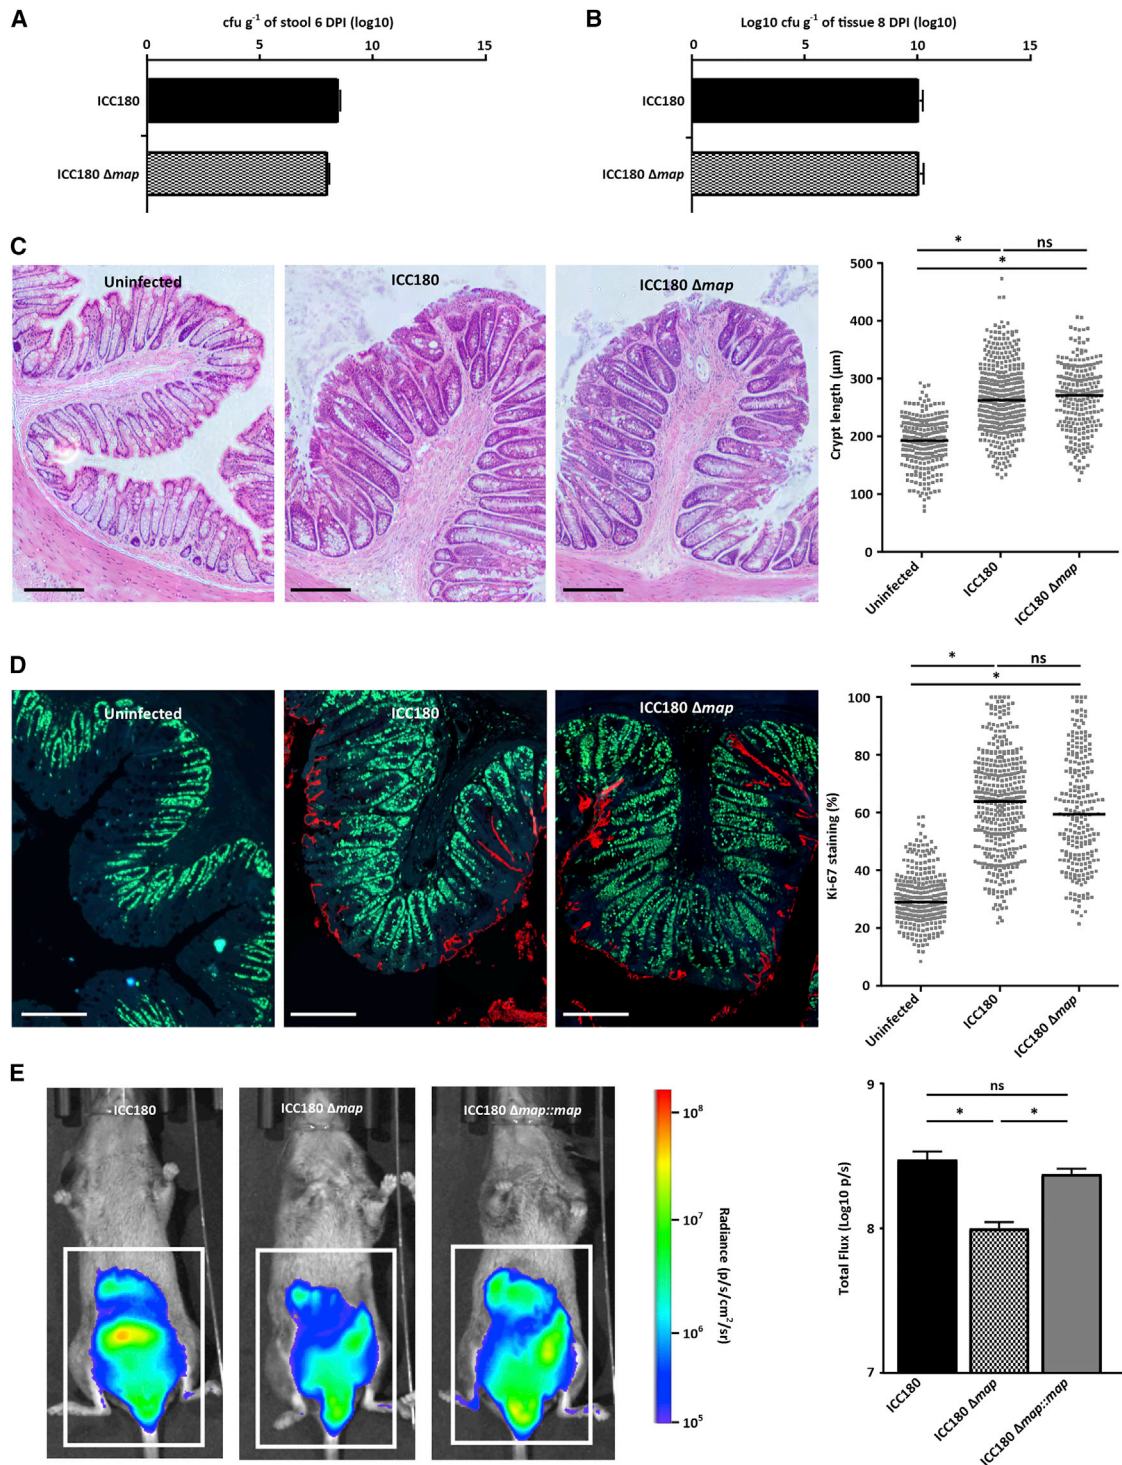 A
cfu g⁻¹ of stool 6 DPI (log10)
0 5 10 15
ICC180
ICC180 Δmap
B
Log10 cfu g⁻¹ of tissue 8 DPI (log10)
0 5 10 15
ICC180
ICC180 Δmap
C
Uninfected
ICC180
ICC180 Δmap
* ns
*
Crypt length (µm)
500
400
300
200
100
0
Uninfected
ICC180
ICC180 Δmap
D
Uninfected
ICC180
ICC180 Δmap
* ns
*
Ki-67 staining (%)
100
80
60
40
20
0
Uninfected
ICC180
ICC180 Δmap
E
ICC180
ICC180 Δmap
ICC180 Δmap::map
10⁸
10⁷
10⁶
10⁵
Radiance (p/s/cm²/sr)
ns
* *
Total Flux (Log10 p/s)
9
8
7
ICC180
ICC180 Δmap
ICC180 Δmap::map